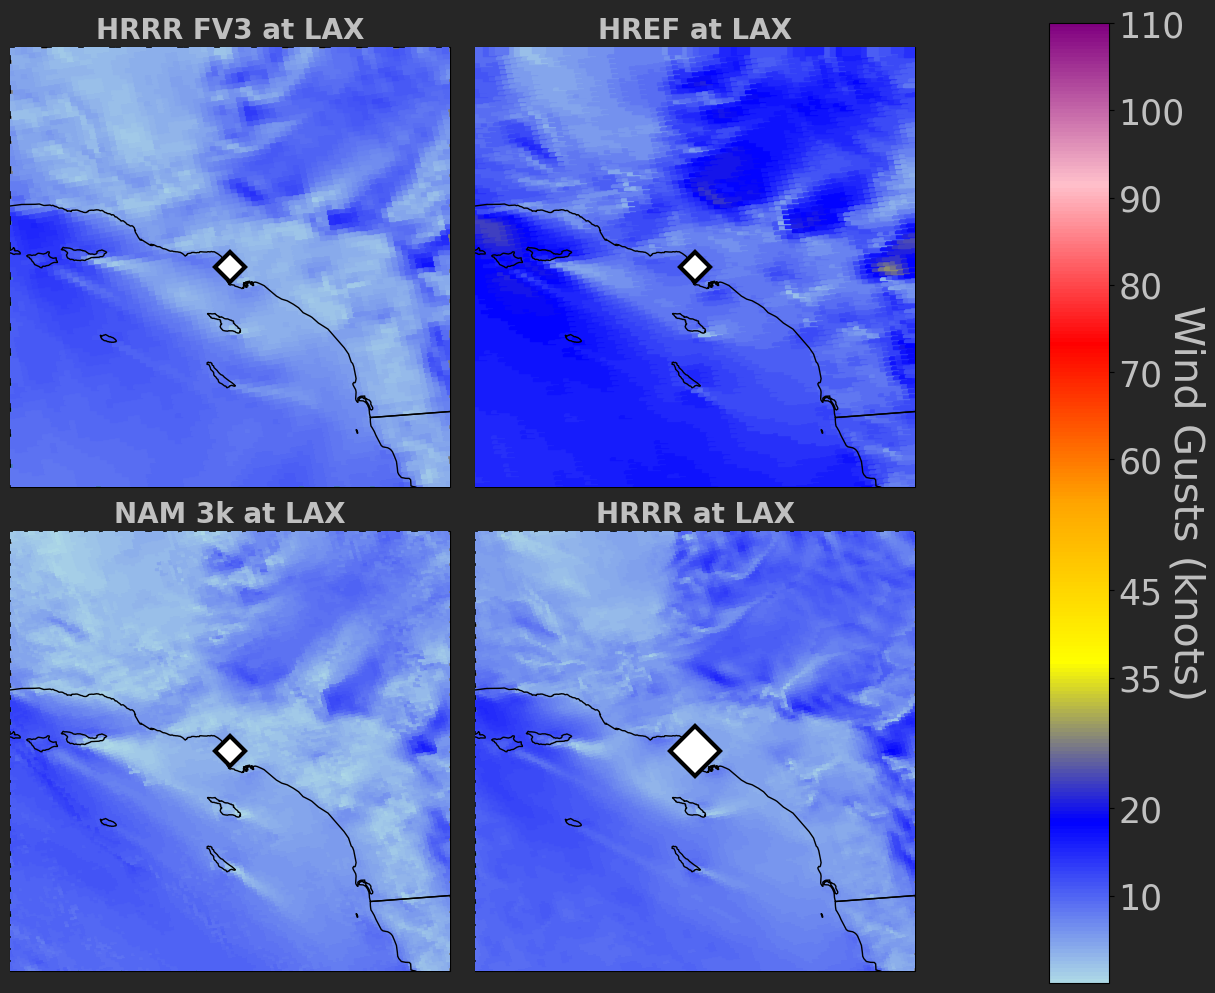 HRRR FV3 at LAX
HREF at LAX
NAM 3k at LAX
HRRR at LAX
110
100
90
80
70
60
45
35
20
10
Wind Gusts (knots)